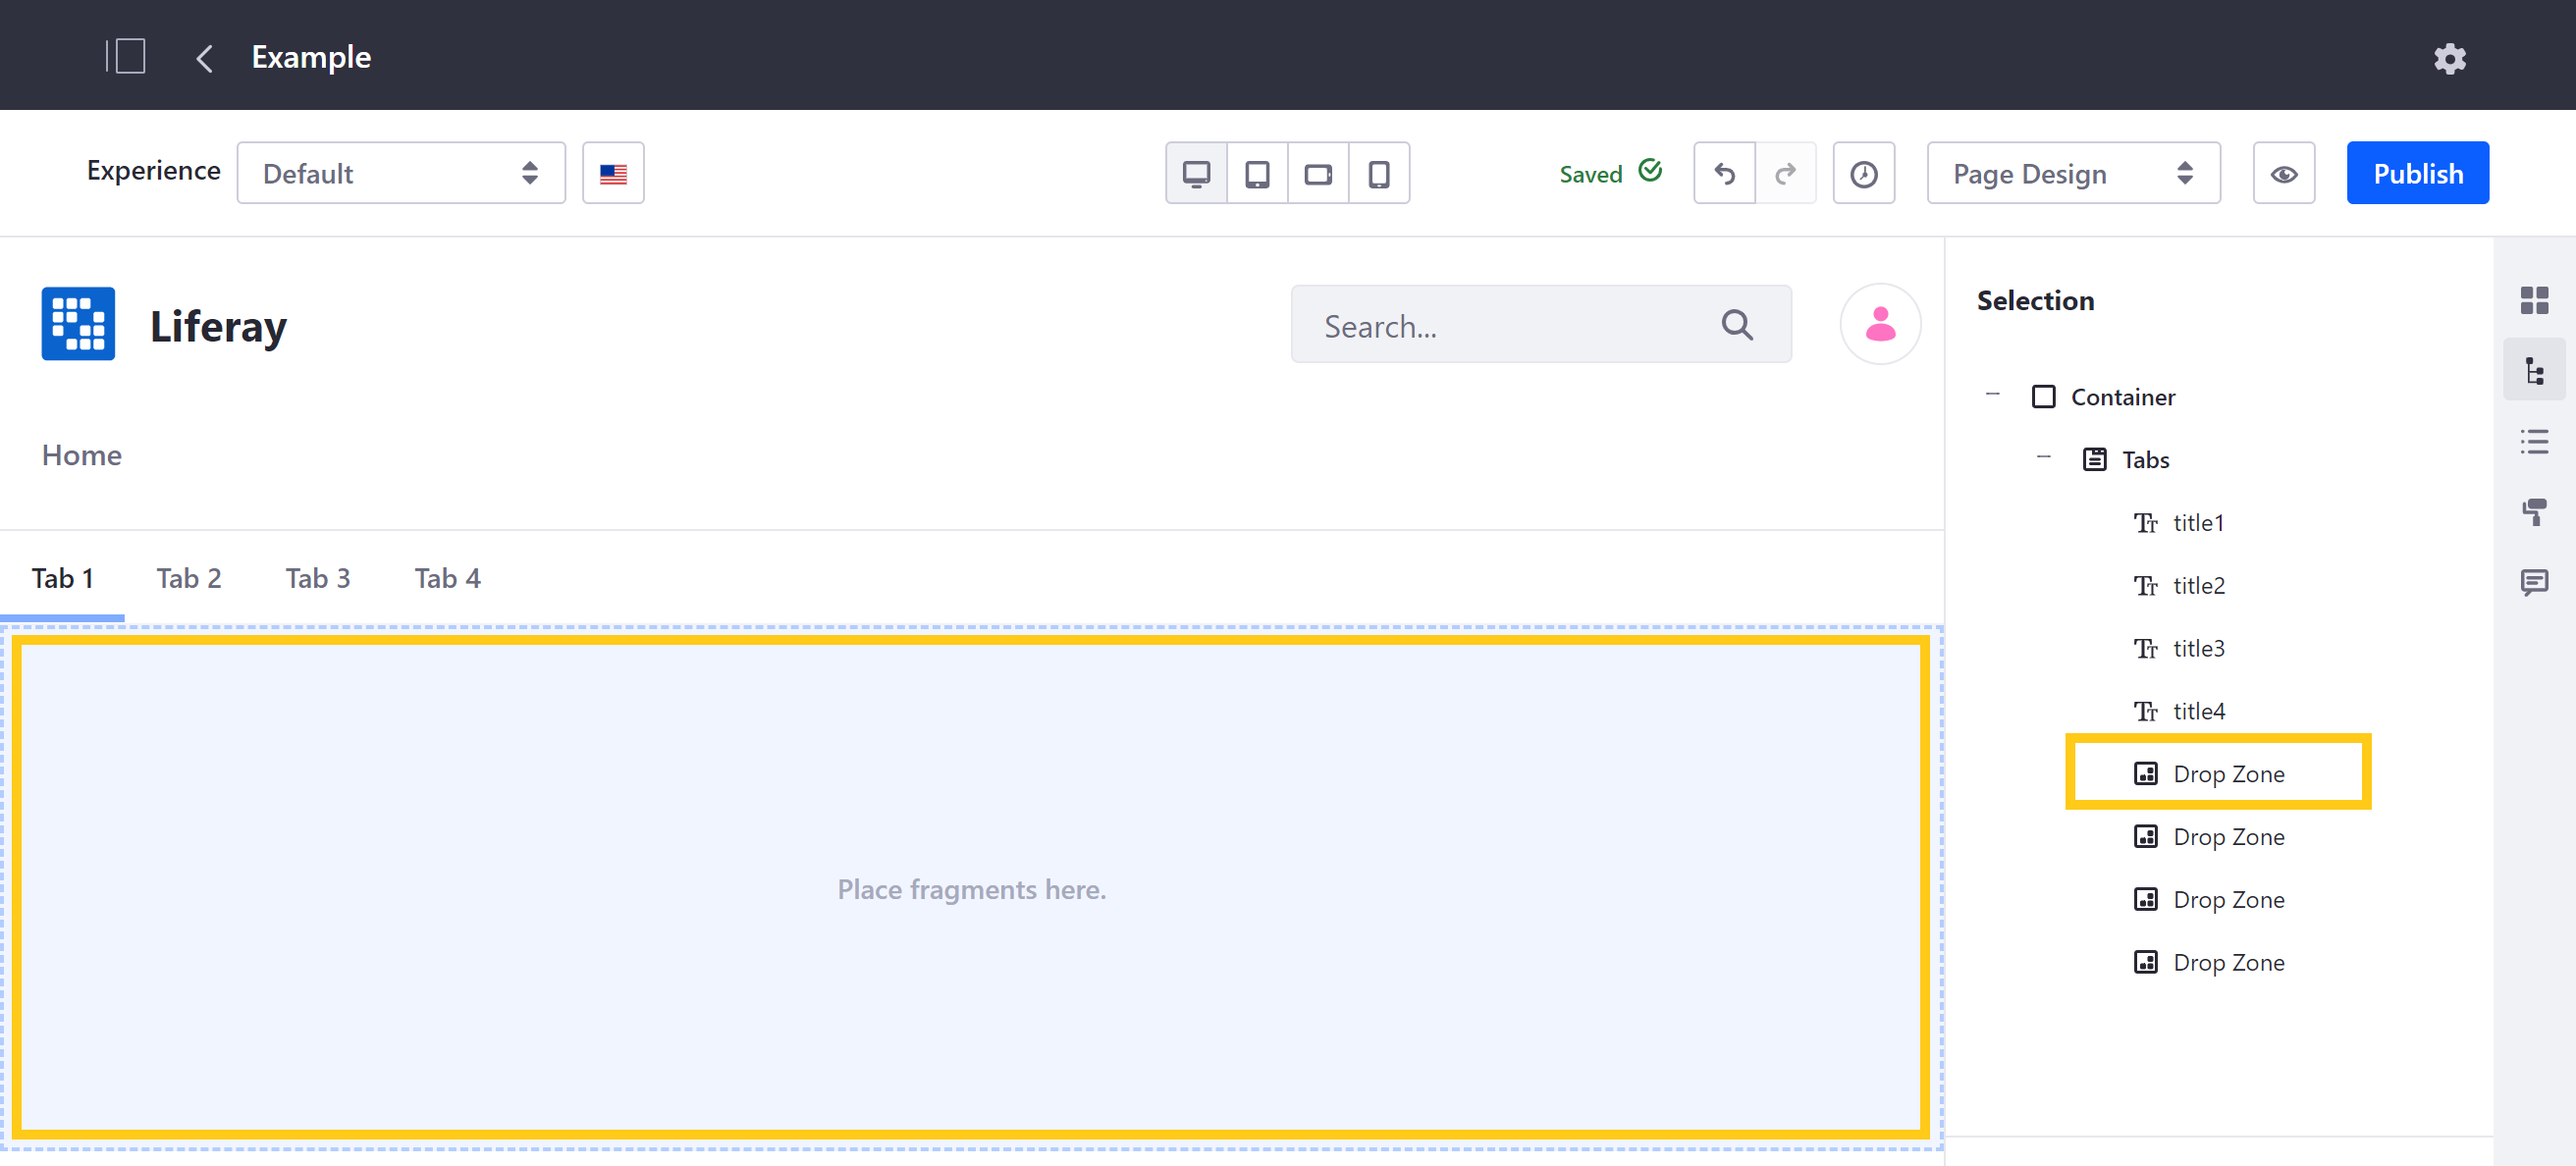 Example
Experience Default Saved Page Design Publish
Liferay
Search...
Home
Tab 1 Tab 2 Tab 3 Tab 4
Place fragments here.
Selection
Container
Tabs
title1
title2
title3
title4
Drop Zone
Drop Zone
Drop Zone
Drop Zone